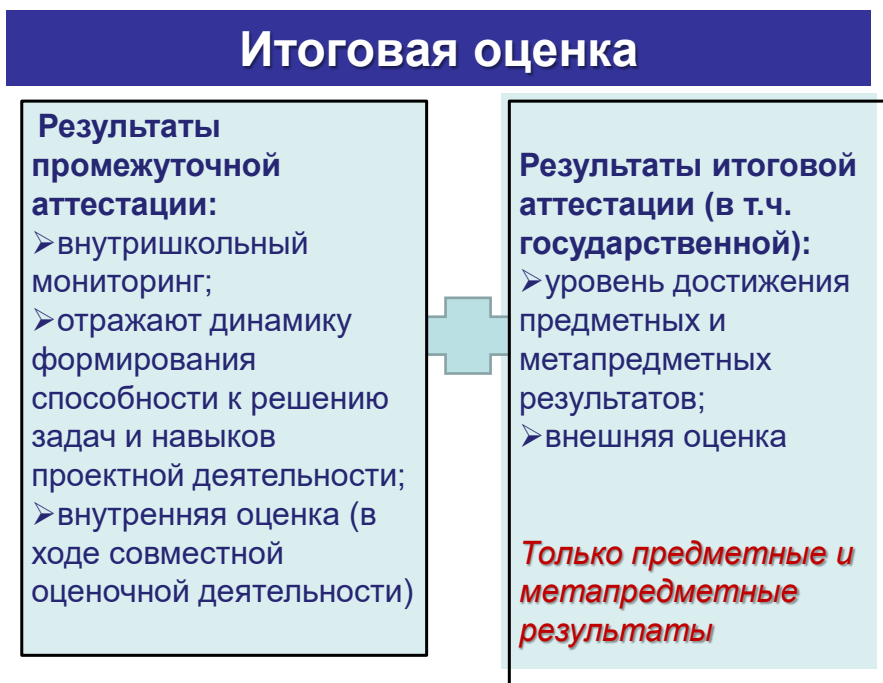 Итоговая оценка
Результаты
промежуточной
аттестации:
➢внутришкольный
мониторинг;
➢отражают динамику
формирования
способности к решению
задач и навыков
проектной деятельности;
➢внутренняя оценка (в
ходе совместной
оценочной деятельности)
Результаты итоговой
аттестации (в т.ч.
государственной):
➢уровень достижения
предметных и
метапредметных
результатов;
➢внешняя оценка
Только предметные и
метапредметные
результаты